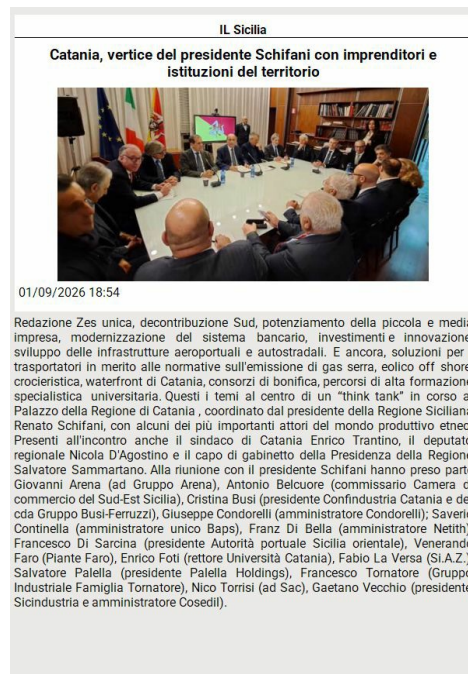 IL Sicilia
Catania, vertice del presidente Schifani con imprenditori e
istituzioni del territorio
01/09/2026 18:54
Redazione Zes unica, decontribuzione Sud, potenziamento della piccola e media
impresa, modernizzazione del sistema bancario, investimenti e innovazione,
sviluppo delle infrastrutture aeroportuali e autostradali. E ancora, soluzioni per i
trasportatori in merito alle normative sull'emissione di gas serra, eolico off shore,
crocieristica, waterfront di Catania, consorzi di bonifica, percorsi di alta formazione
specialistica universitaria. Questi i temi al centro di un “think tank” in corso al
Palazzo della Regione di Catania , coordinato dal presidente della Regione Siciliana
Renato Schifani, con alcuni dei più importanti attori del mondo produttivo etneo.
Presenti all'incontro anche il sindaco di Catania Enrico Trantino, il deputato
regionale Nicola D'Agostino e il capo di gabinetto della Presidenza della Regione
Salvatore Sammartano. Alla riunione con il presidente Schifani hanno preso parte
Giovanni Arena (ad Gruppo Arena), Antonio Belcuore (commissario Camera di
commercio del Sud-Est Sicilia), Cristina Busi (presidente Confindustria Catania e del
cda Gruppo Busi-Ferruzzi), Giuseppe Condorelli (amministratore Condorelli); Saverio
Continella (amministratore unico Baps), Franz Di Bella (amministratore Netith),
Francesco Di Sarcina (presidente Autorità portuale Sicilia orientale), Venerando
Faro (Piante Faro), Enrico Foti (rettore Università Catania), Fabio La Versa (Si.A.Z.),
Salvatore Palella (presidente Palella Holdings), Francesco Tornatore (Gruppo
Industriale Famiglia Tornatore), Nico Torrisi (ad Sac), Gaetano Vecchio (presidente
Sicindustria e amministratore Cosedil).